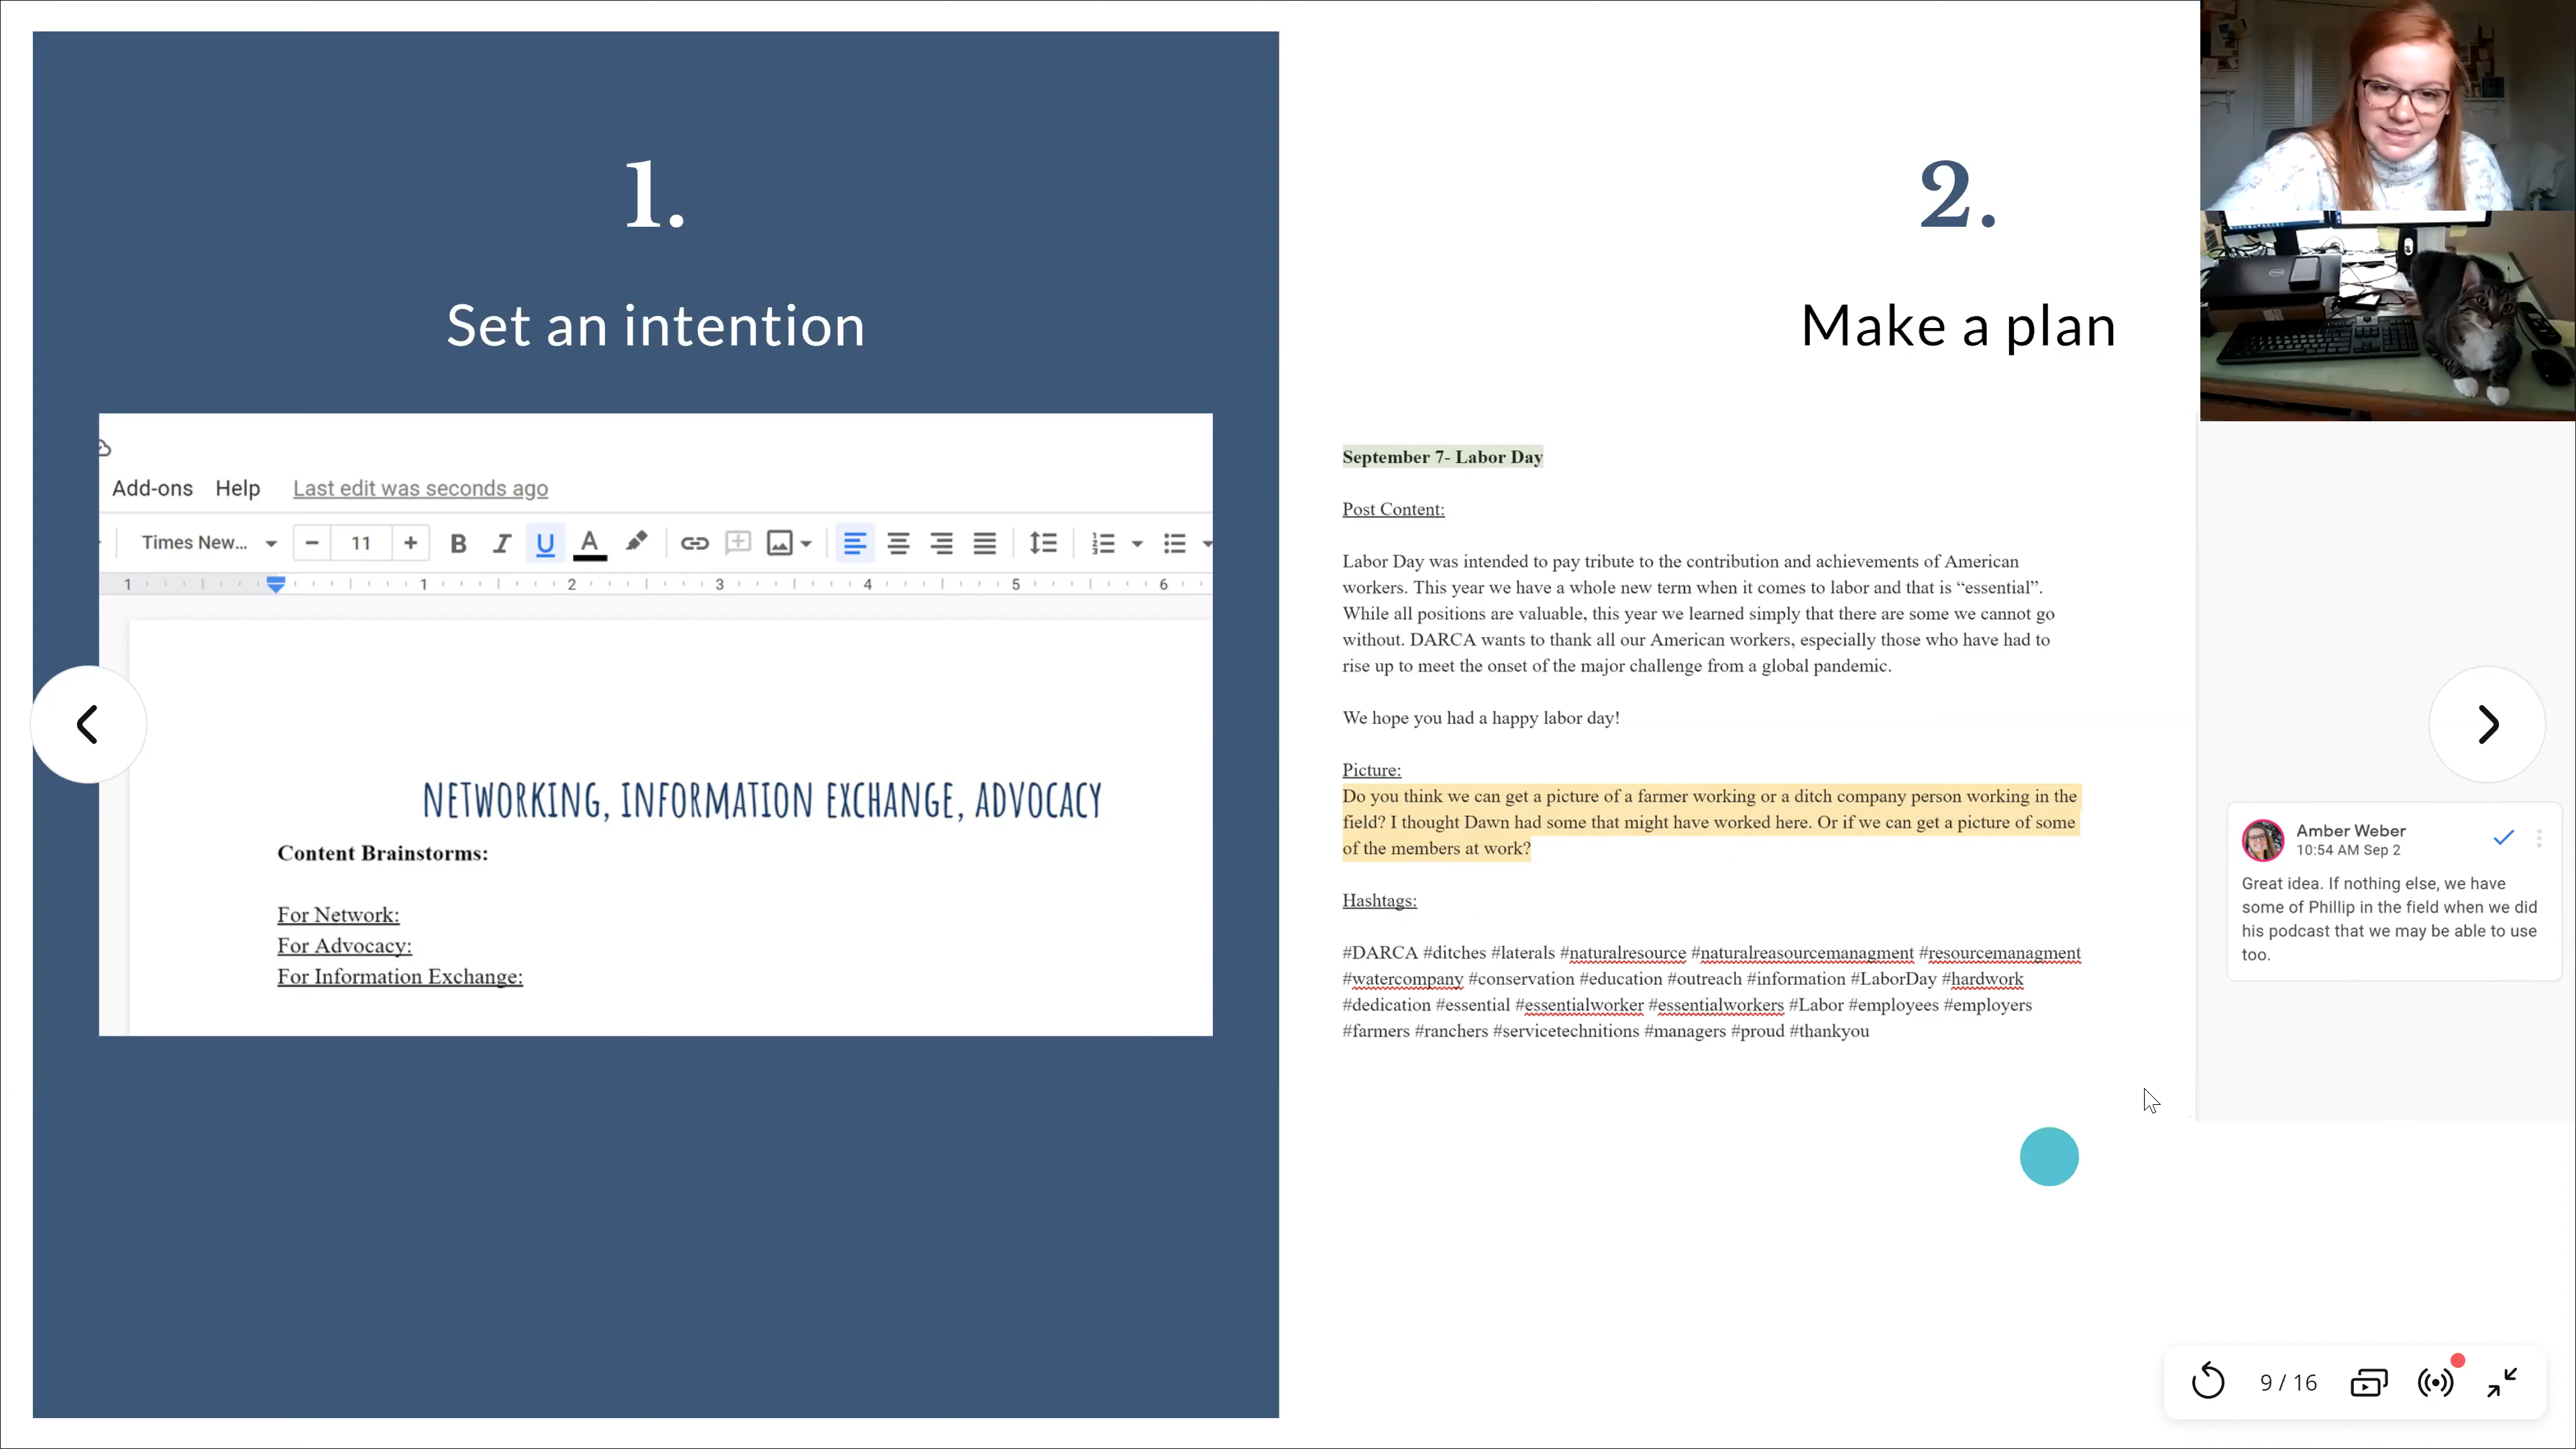 1.
Set an intention
Add-ons Help Last edit was seconds ago
Times New... 11 B I U A
1 1 2 3 4 5 6
NETWORKING, INFORMATION EXCHANGE, ADVOCACY
Content Brainstorms:
For Network:
For Advocacy:
For Information Exchange:
2.
Make a plan
September 7- Labor Day
Post Content:
Labor Day was intended to pay tribute to the contribution and achievements of American
workers. This year we have a whole new term when it comes to labor and that is “essential”.
While all positions are valuable, this year we learned simply that there are some we cannot go
without. DARCA wants to thank all our American workers, especially those who have had to
rise up to meet the onset of the major challenge from a global pandemic.
We hope you had a happy labor day!
Picture:
Do you think we can get a picture of a farmer working or a ditch company person working in the
field? I thought Dawn had some that might have worked here. Or if we can get a picture of some
of the members at work?
Hashtags:
#DARCA #ditches #laterals #naturalresource #naturalreasourcemanagment #resourcemanagment
#watercompany #conservation #education #outreach #information #LaborDay #hardwork
#dedication #essential #essentialworker #essentialworkers #Labor #employees #employers
#farmers #ranchers #servicetechnitions #managers #proud #thankyou
Amber Weber
10:54 AM Sep 2
Great idea. If nothing else, we have
some of Phillip in the field when we did
his podcast that we may be able to use
too.
9 / 16